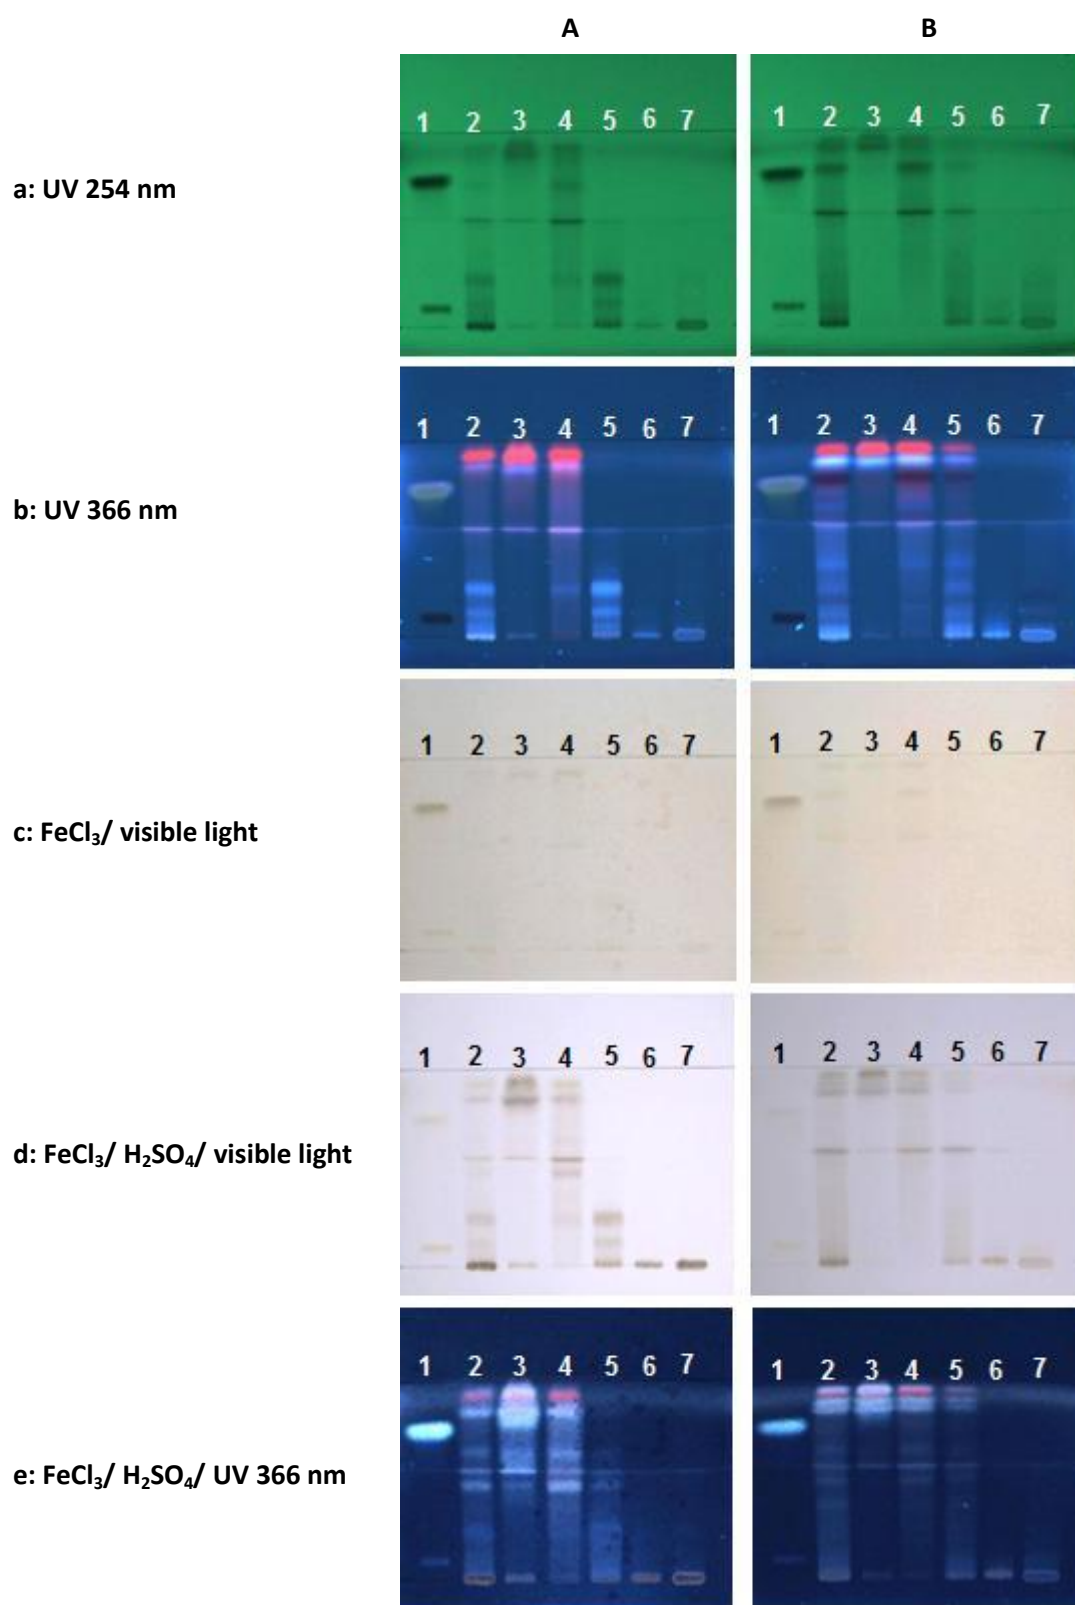 A B
1 2 3 4 5 6 7 1 2 3 4 5 6 7
a: UV 254 nm
1 2 3 4 5 6 7 1 2 3 4 5 6 7
b: UV 366 nm
1 2 3 4 5 6 7 1 2 3 4 5 6 7
c: FeCl₃/ visible light
1 2 3 4 5 6 7 1 2 3 4 5 6 7
d: FeCl₃/ H₂SO₄/ visible light
1 2 3 4 5 6 7 1 2 3 4 5 6 7
e: FeCl₃/ H₂SO₄/ UV 366 nm